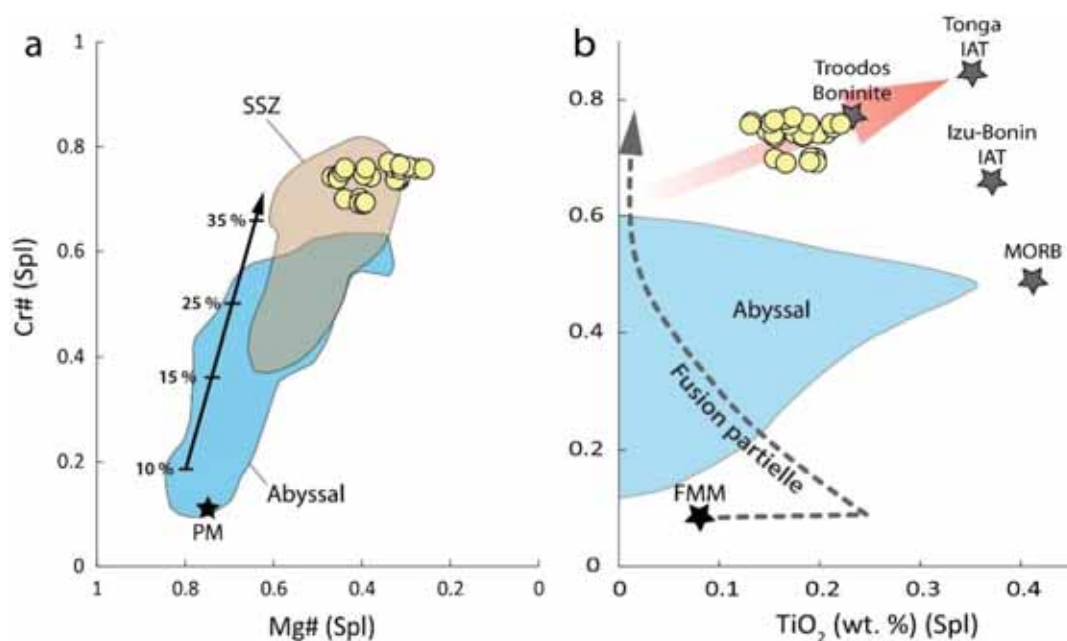 a
1
0.8
0.6
0.4
0.2
0
Cr# (Spl)
SSZ
35 %
25 %
15 %
10 %
Abyssal
PM
1
0.8
0.6
0.4
0.2
0
Mg# (Spl)
b
1
0.8
0.6
0.4
0.2
0
Tonga
IAT
Troodos
Boninite
Izu-Bonin
IAT
MORB
Abyssal
Fusion partielle
FMM
0
0.1
0.2
0.3
0.4
TiO₂ (wt. %) (Spl)